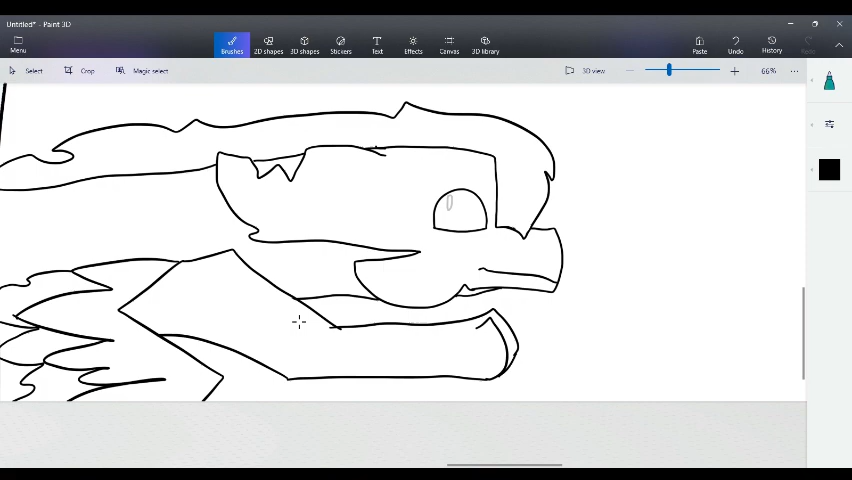 Untitled* - Paint 3D
Menu
Brushes
2D shapes
3D shapes
Stickers
Text
Effects
Canvas
3D library
Paste
Undo
History
Redo
Select
Crop
Magic select
3D view
66%